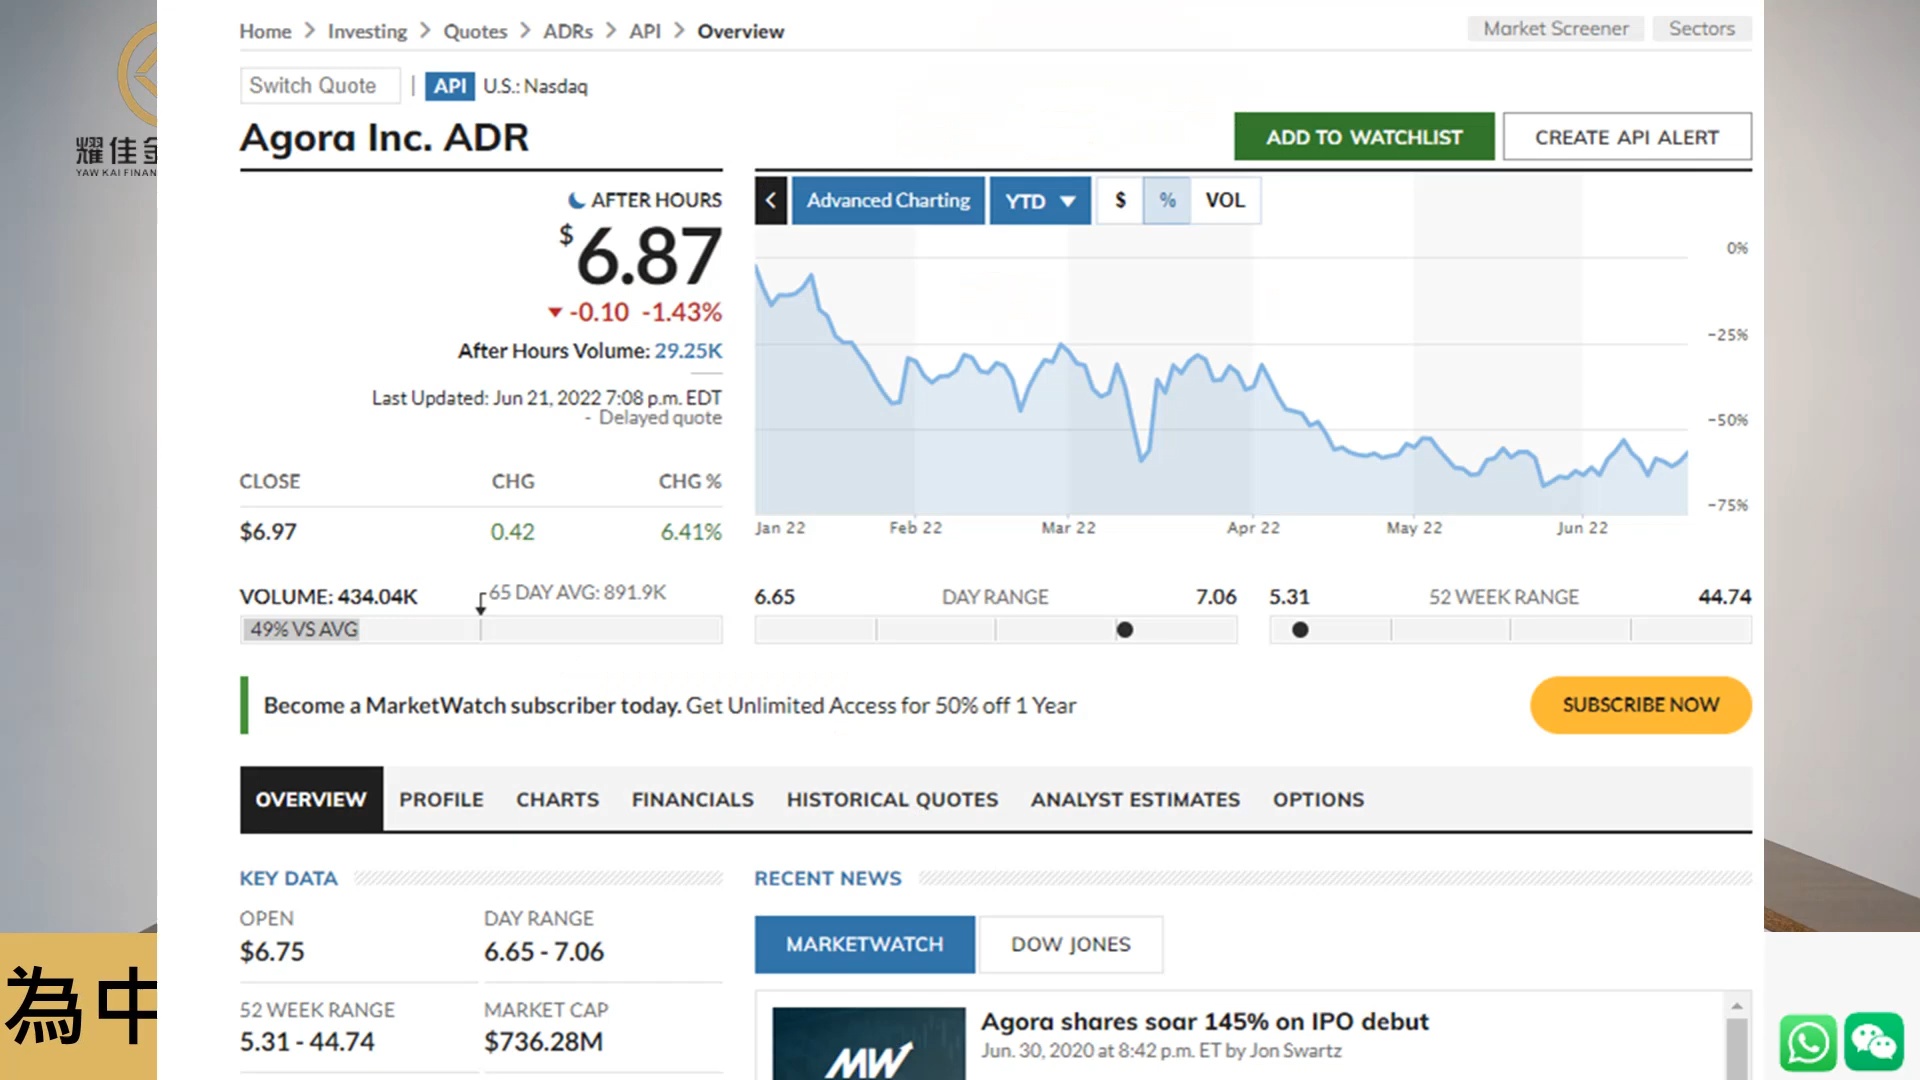 Home > Investing > Quotes > ADRs > API > Overview
Market Screener
Sectors
Switch Quote | API U.S.: Nasdaq
Agora Inc. ADR
ADD TO WATCHLIST
CREATE API ALERT
耀佳金
YAW KAI FINAN
AFTER HOURS
$6.87
-0.10 -1.43%
After Hours Volume: 29.25K
Last Updated: Jun 21, 2022 7:08 p.m. EDT
- Delayed quote
CLOSE CHG CHG %
$6.97 0.42 6.41%
Advanced Charting YTD $ % VOL
0%
-25%
-50%
-75%
Jan 22 Feb 22 Mar 22 Apr 22 May 22 Jun 22
VOLUME: 434.04K 65 DAY AVG: 891.9K
49% VS AVG
6.65 DAY RANGE 7.06
5.31 52 WEEK RANGE 44.74
Become a MarketWatch subscriber today. Get Unlimited Access for 50% off 1 Year
SUBSCRIBE NOW
OVERVIEW PROFILE CHARTS FINANCIALS HISTORICAL QUOTES ANALYST ESTIMATES OPTIONS
KEY DATA
OPEN DAY RANGE
$6.75 6.65 - 7.06
52 WEEK RANGE MARKET CAP
5.31 - 44.74 $736.28M
RECENT NEWS
MARKETWATCH DOW JONES
MW
Agora shares soar 145% on IPO debut
Jun. 30, 2020 at 8:42 p.m. ET by Jon Swartz
為中